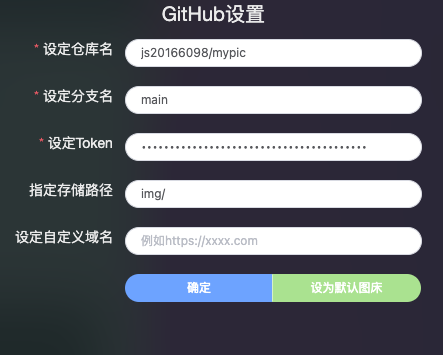 GitHub设置
* 设定仓库名 js20166098/mypic
* 设定分支名 main
* 设定Token ••••••••••••••••••••••••••••••••••••••••
指定存储路径 img/
设定自定义域名 例如https://xxxx.com
确定 设为默认图床